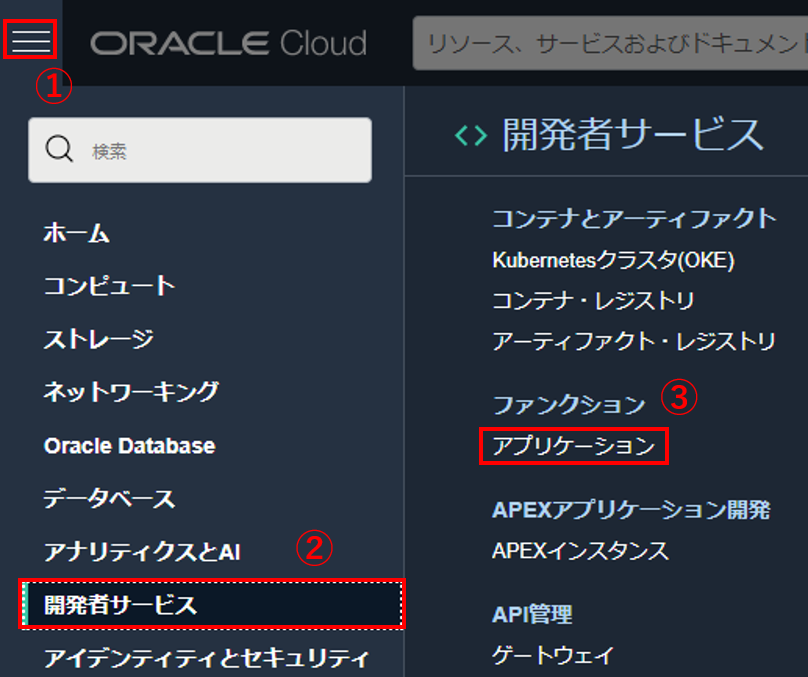 ORACLE Cloud
リソース、サービスおよびドキュメント
①
検索
ホーム
コンピュート
ストレージ
ネットワーキング
Oracle Database
データベース
アナリティクスとAI
②
開発者サービス
アイデンティティとセキュリティ
開発者サービス
コンテナとアーティファクト
Kubernetesクラスタ(OKE)
コンテナ・レジストリ
アーティファクト・レジストリ
ファンクション ③
アプリケーション
APEXアプリケーション開発
APEXインスタンス
API管理
ゲートウェイ